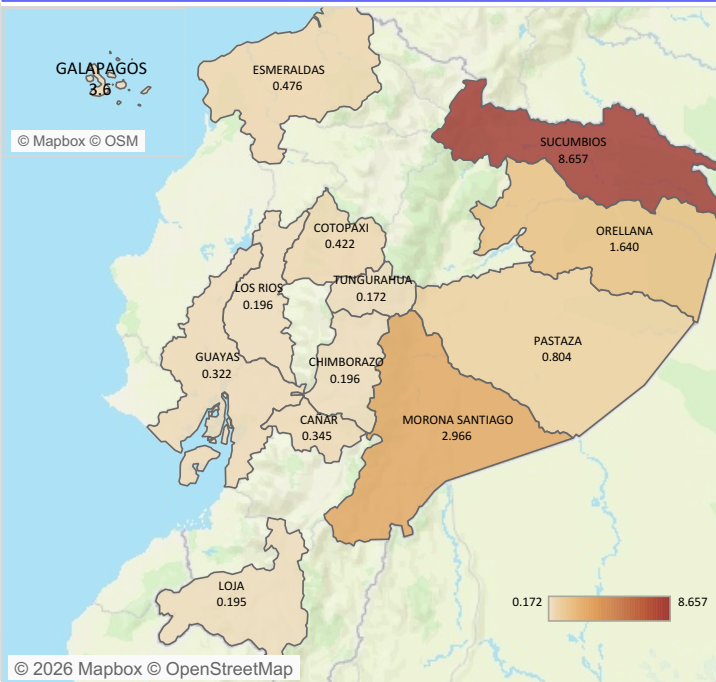 GALAPAGOS
3.6
© Mapbox © OSM
ESMERALDAS
0.476
SUCUMBIOS
8.657
COTOPAXI
0.422
ORELLANA
1.640
TUNGURAHUA
0.172
LOS RIOS
0.196
PASTAZA
0.804
GUAYAS
0.322
CHIMBORAZO
0.196
CAÑAR
0.345
MORONA SANTIAGO
2.966
LOJA
0.195
0.172
8.657
© 2026 Mapbox © OpenStreetMap